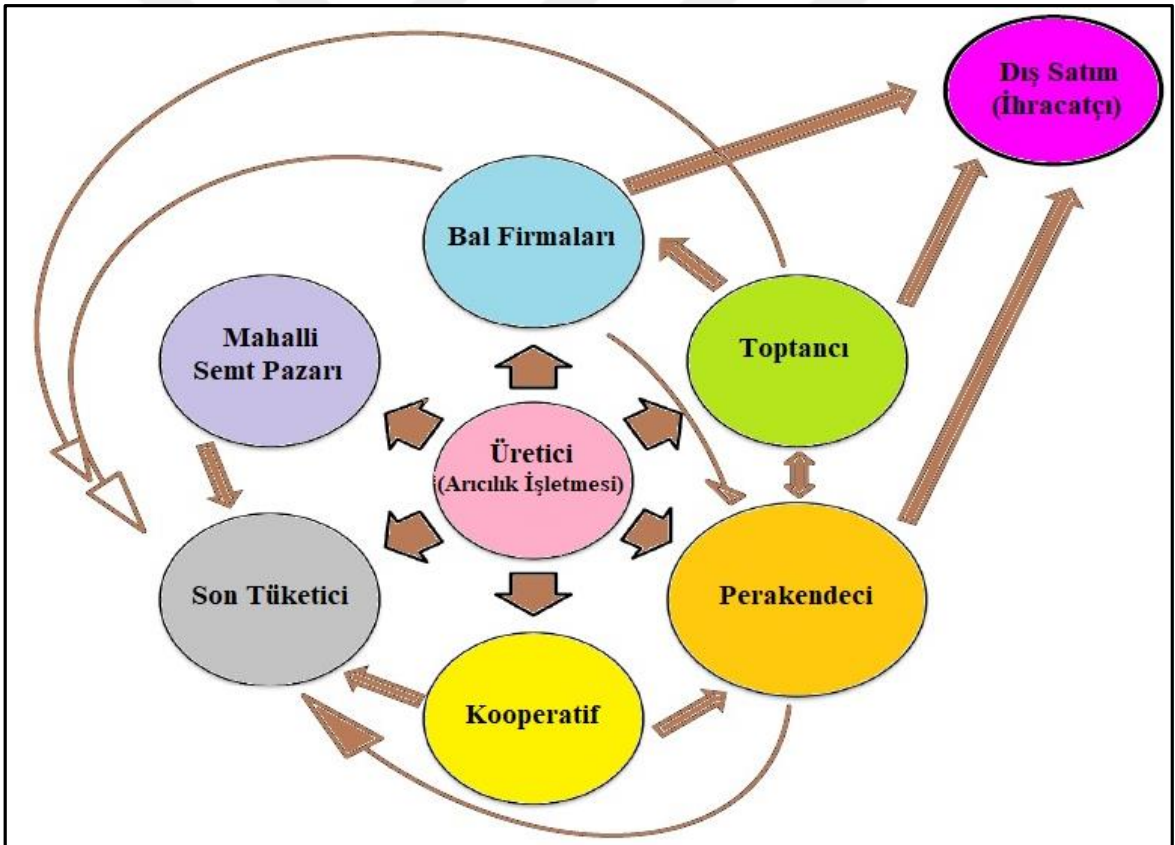 Dış Satım
(İhracatçı)
Bal Firmaları
Mahalli
Semt Pazarı
Toptancı
Üretici
(Arıcılık İşletmesi)
Son Tüketici
Perakendeci
Kooperatif